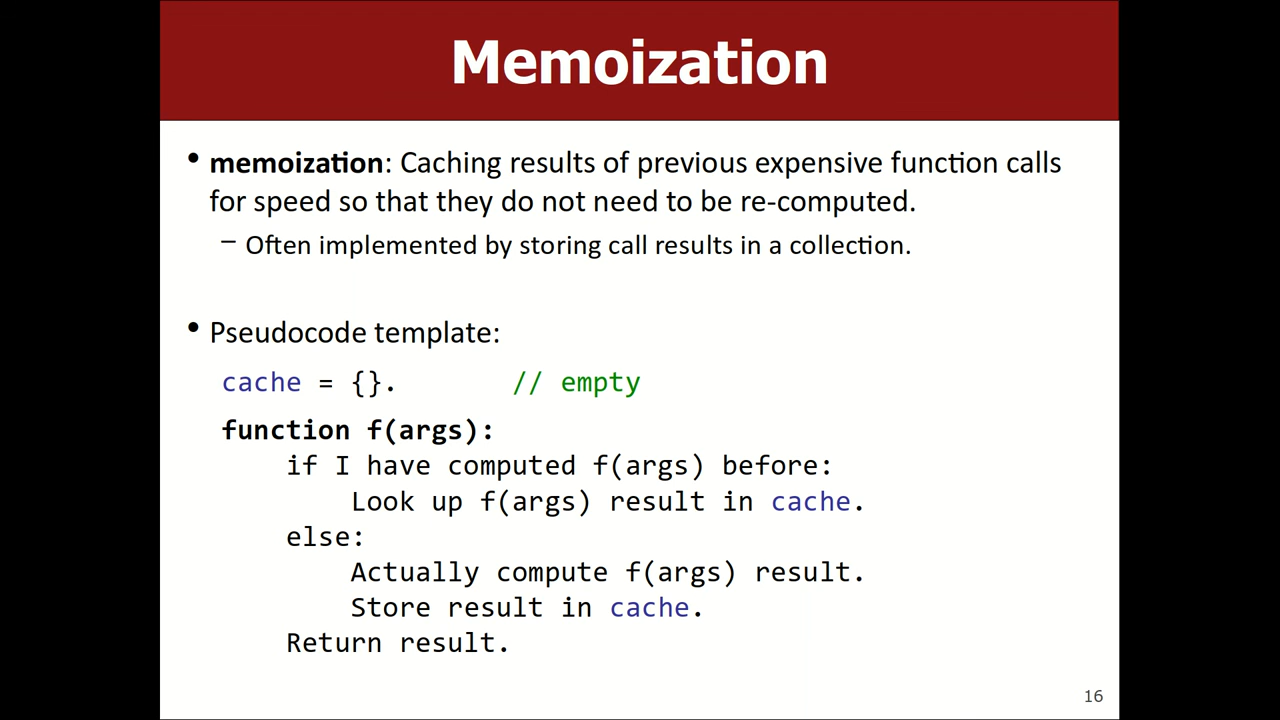 Memoization
• memoization: Caching results of previous expensive function calls
for speed so that they do not need to be re-computed.
– Often implemented by storing call results in a collection.
• Pseudocode template:
cache = {}.       // empty
function f(args):
    if I have computed f(args) before:
        Look up f(args) result in cache.
    else:
        Actually compute f(args) result.
        Store result in cache.
    Return result.
16